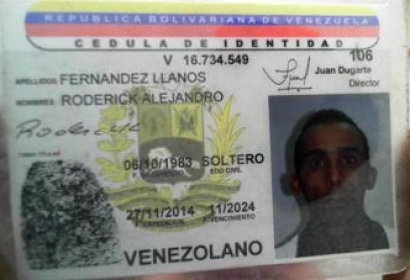 REPUBLICA BOLIVARIANA DE VENEZUELA
CEDULA DE IDENTIDAD
V 16.734.549
106
APELLIDOS FERNANDEZ LLANOS
Juan Dugarte
Director
NOMBRES RODERICK ALEJANDRO
06/10/1983 SOLTERO
F. NACIMIENTO EDO CIVIL
27/11/2014 11/2024
F. EXPEDICION F. VENCIMIENTO
VENEZOLANO